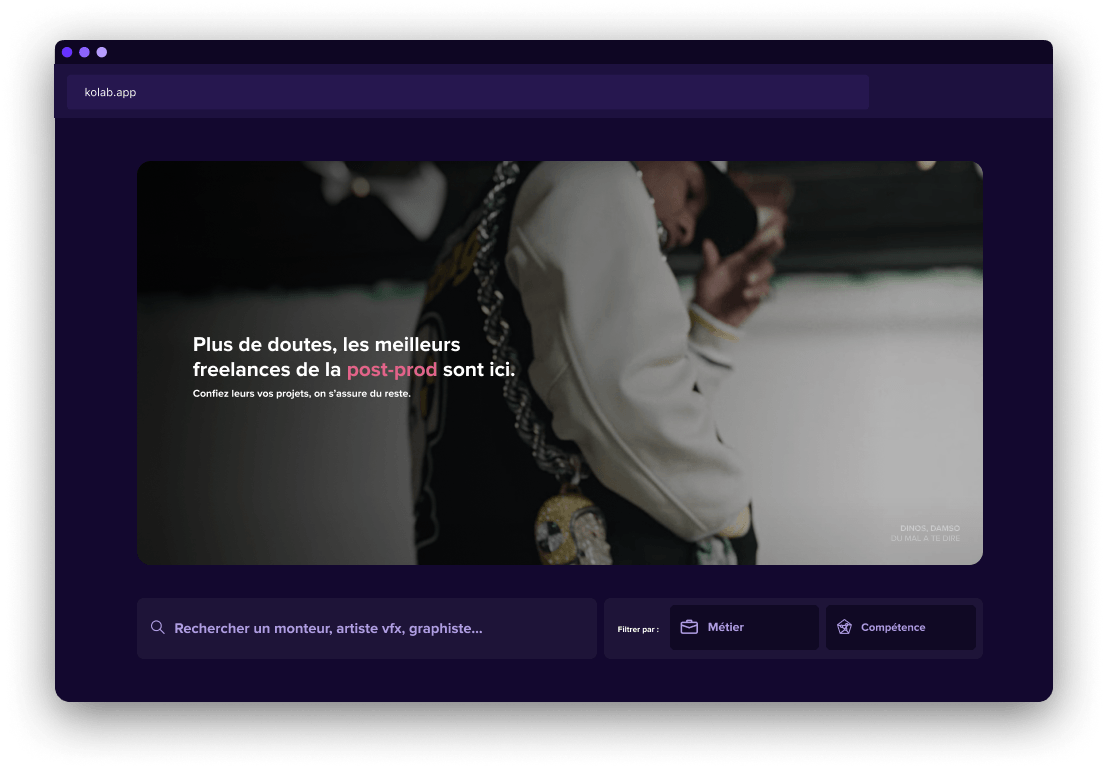 kolab.app
Plus de doutes, les meilleurs
freelances de la post-prod sont ici.
Confiez leurs vos projets, on s'assure du reste.
DINOS, DAMSO
DU MAL A TE DIRE
Rechercher un monteur, artiste vfx, graphiste...
Filtrer par :
Métier
Compétence